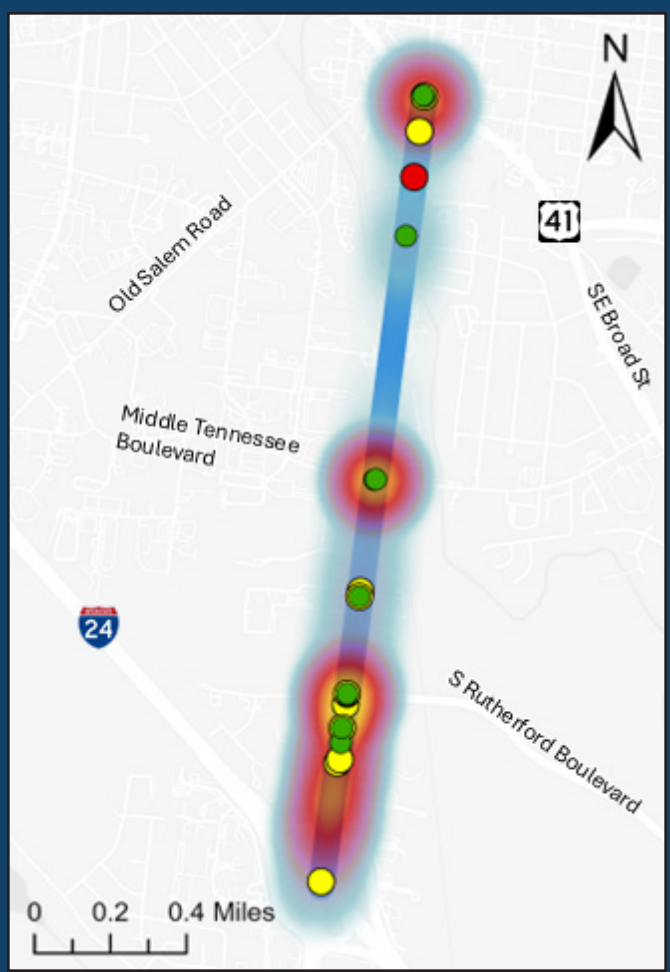 N
41
Old Salem Road
SE Broad St
Middle Tennessee
Boulevard
24
S Rutherford Boulevard
0 0.2 0.4 Miles